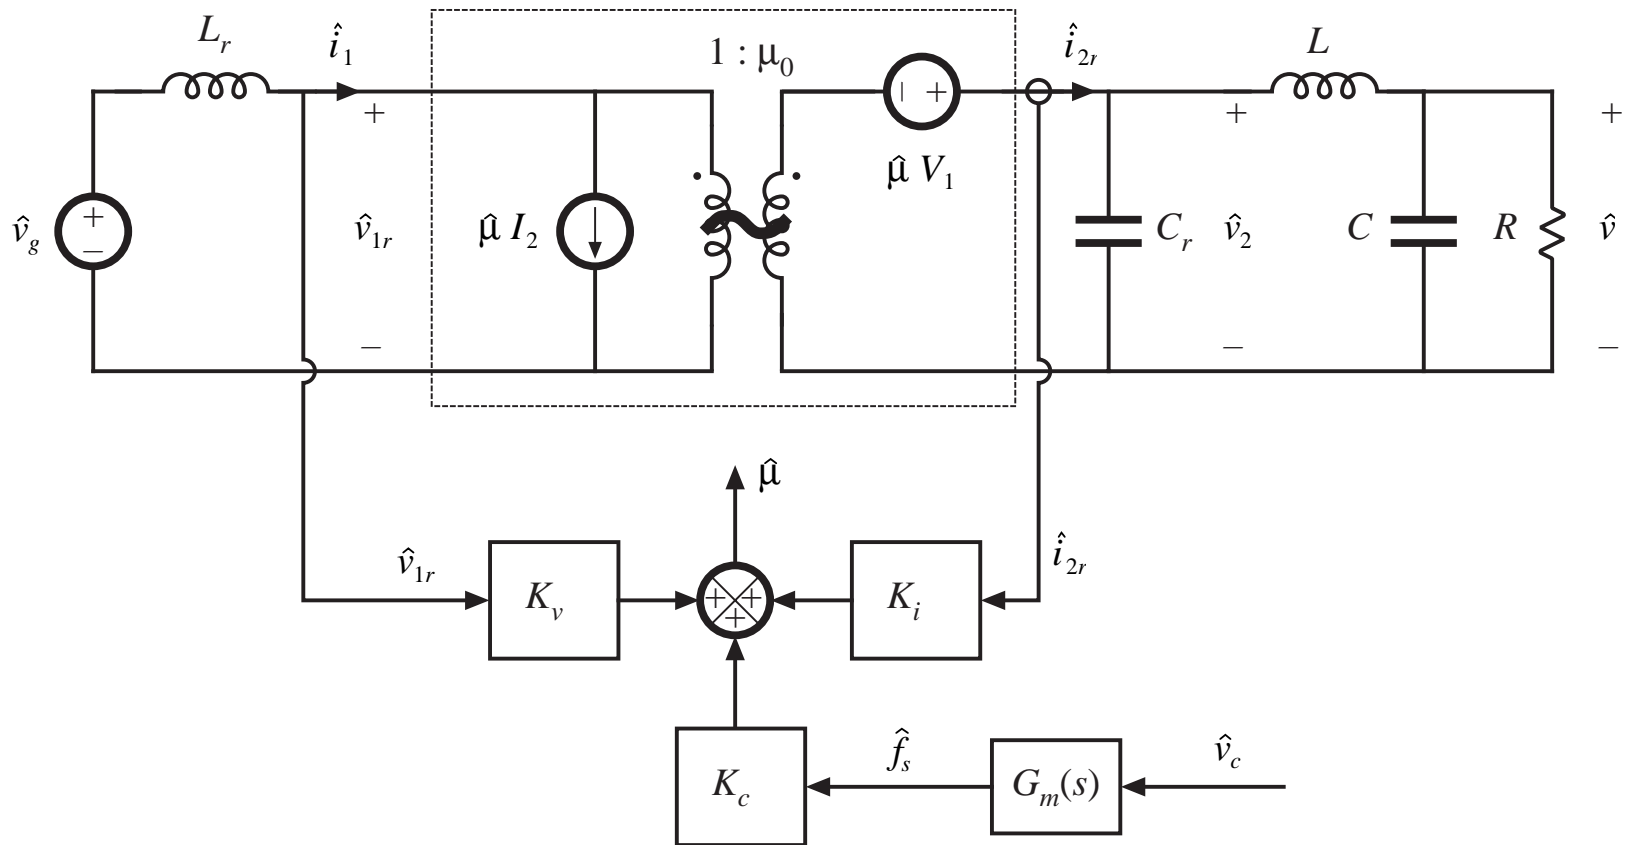 L_r
î_1
1 : μ_0
î_2r
L
+
− +
+
+
μ̂ V_1
v̂_g
+
−
v̂_1r
μ̂ I_2
C_r
v̂_2
C
R
v̂
−
−
−
μ̂
v̂_1r
K_v
+ + +
K_i
î_2r
K_c
f̂_s
G_m(s)
v̂_c